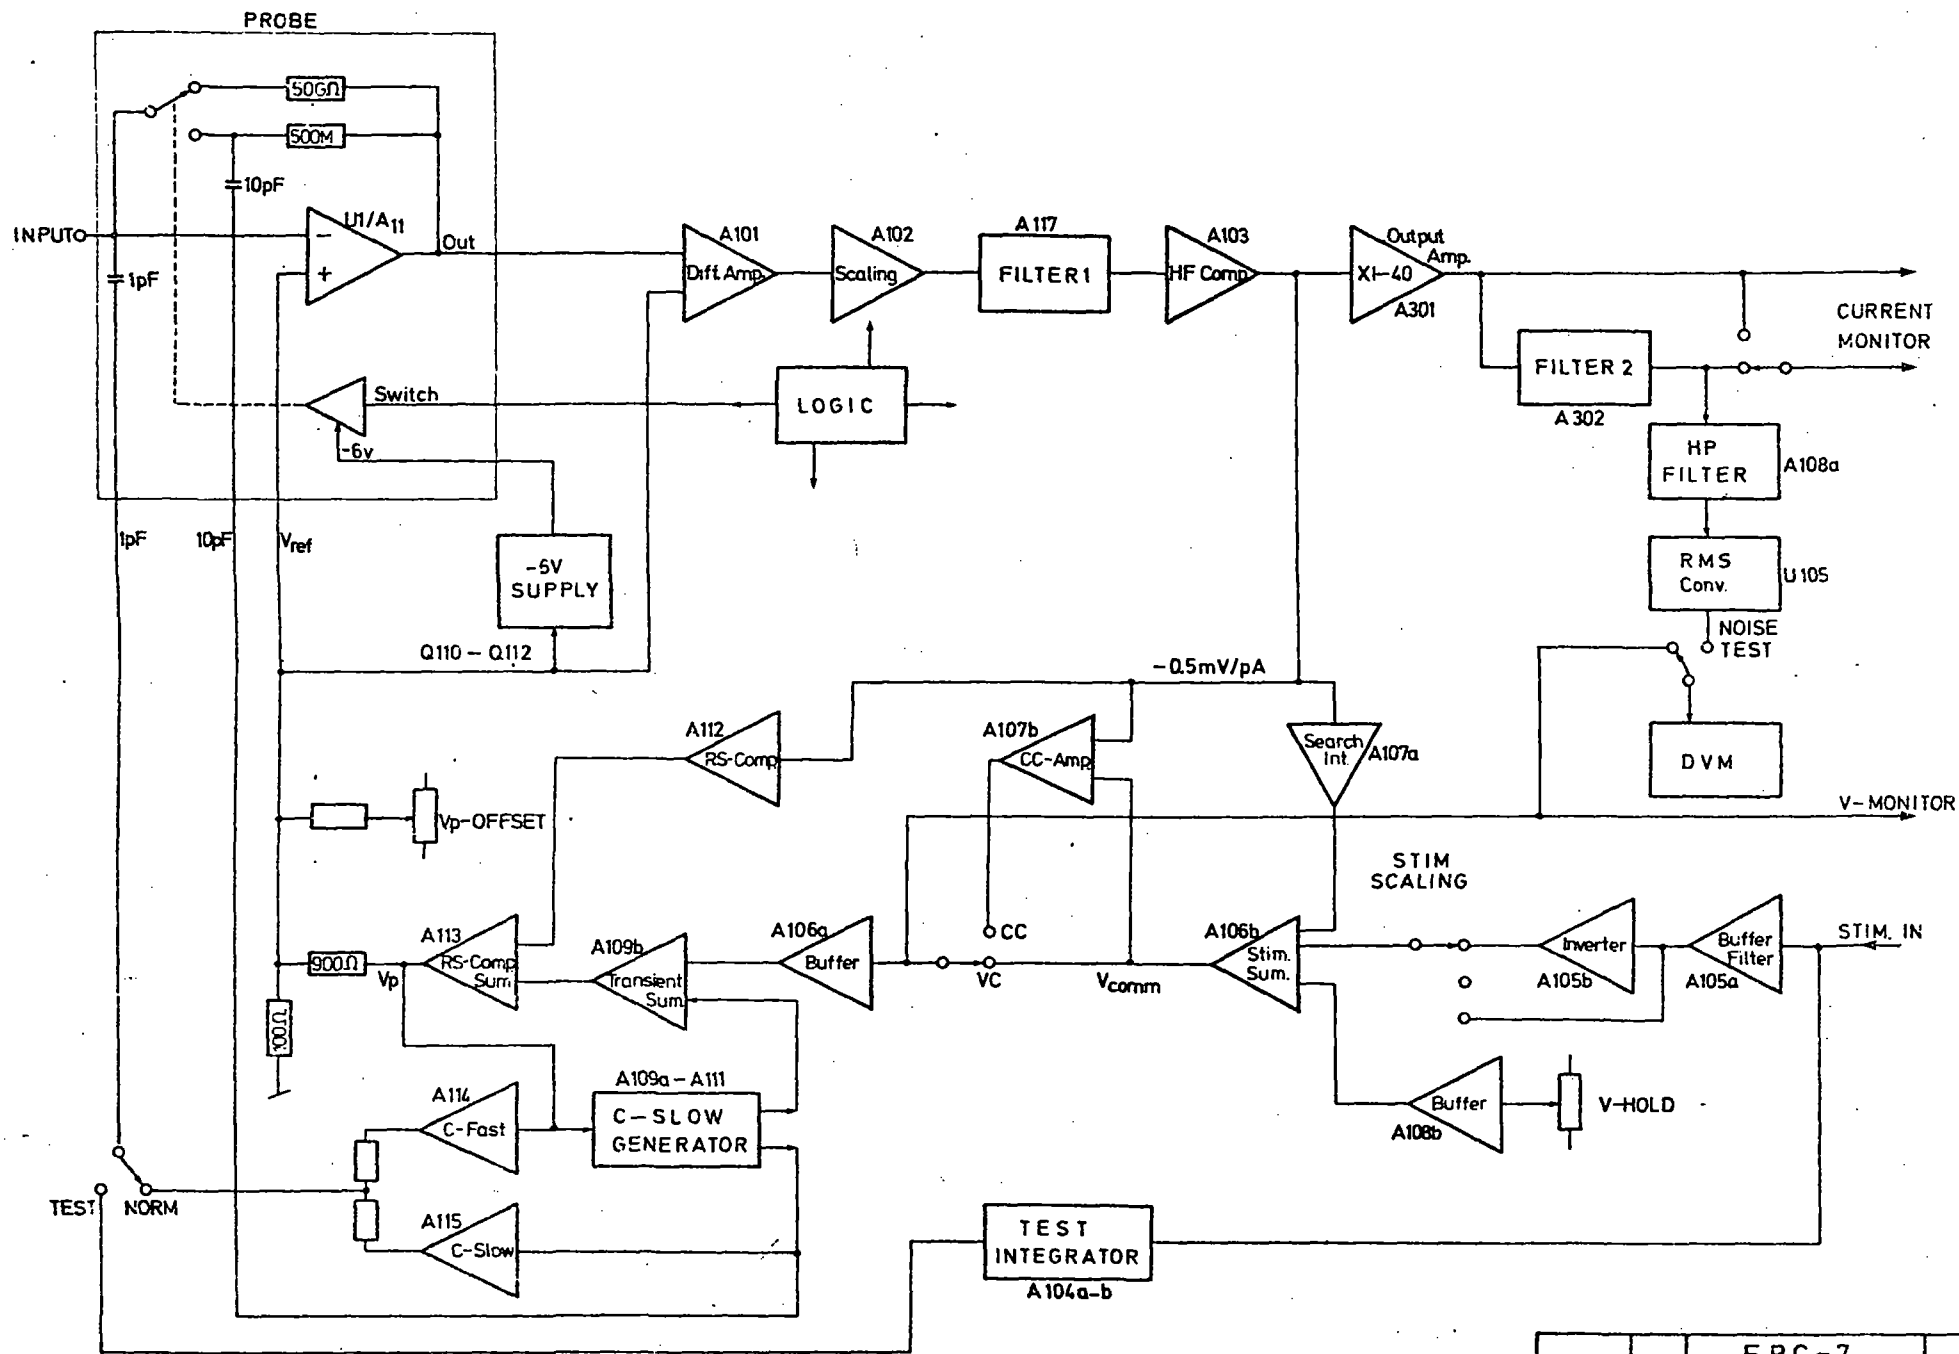 PROBE
50GΩ
500M
10pF
INPUT
U1/A11
Out
1pF
−
+
Switch
-6v
1pF
10pF
Vref
-6V
SUPPLY
Q110 – Q112
A101
Diff. Amp.
A102
Scaling
A117
FILTER 1
A103
HF Comp
Output
Amp.
X1-40
A301
LOGIC
CURRENT
MONITOR
FILTER 2
A302
HP
FILTER
A108a
RMS
Conv.
U105
NOISE
TEST
DVM
V-MONITOR
-0.5mV/pA
A112
RS-Comp
A107b
CC-Amp
Search
Int.
A107a
Vp-OFFSET
STIM
SCALING
A113
RS-Comp
Sum.
900Ω
Vp
100Ω
A109b
Transient
Sum.
A106a
Buffer
CC
VC
Vcomm
A106b
Stim.
Sum.
Inverter
A105b
Buffer
Filter
A105a
STIM. IN
A109a – A111
C-SLOW
GENERATOR
A114
C-Fast
Buffer
A108b
V-HOLD
TEST
NORM
A115
C-Slow
TEST
INTEGRATOR
A104a-b
EPC-7